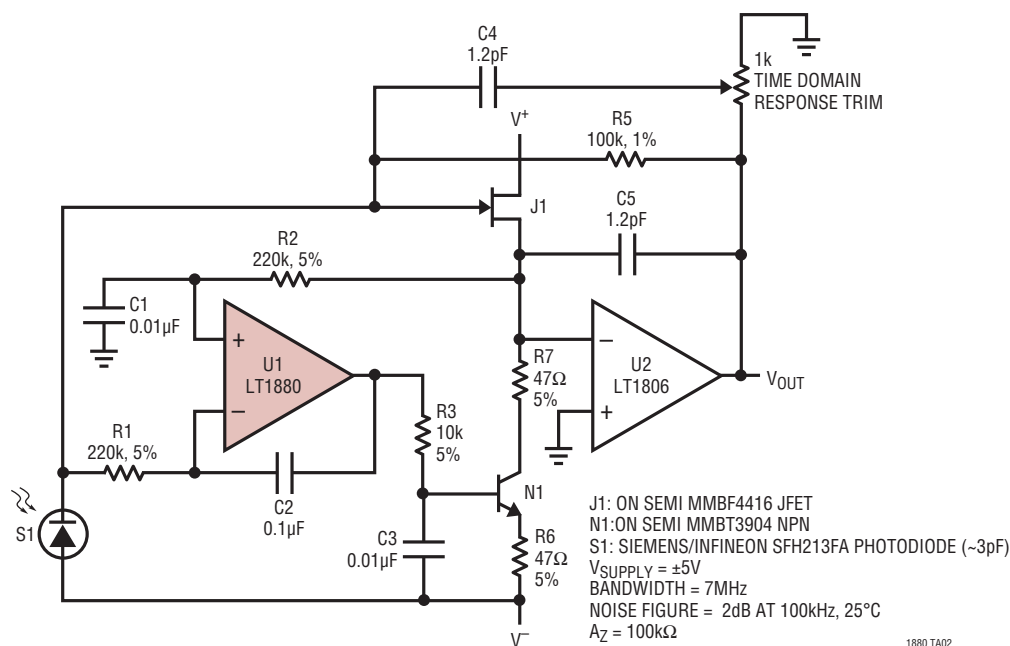 C4
1.2pF
1k
TIME DOMAIN
RESPONSE TRIM
V+
R5
100k, 1%
J1
C5
1.2pF
R2
220k, 5%
C1
0.01µF
+
U1
LT1880
–
R7
47Ω
5%
–
U2
LT1806
+
VOUT
R3
10k
5%
R1
220k, 5%
C2
0.1µF
N1
S1
C3
0.01µF
R6
47Ω
5%
V–
J1: ON SEMI MMBF4416 JFET
N1:ON SEMI MMBT3904 NPN
S1: SIEMENS/INFINEON SFH213FA PHOTODIODE (~3pF)
VSUPPLY = ±5V
BANDWIDTH = 7MHz
NOISE FIGURE = 2dB AT 100kHz, 25°C
AZ = 100kΩ
1880 TA02